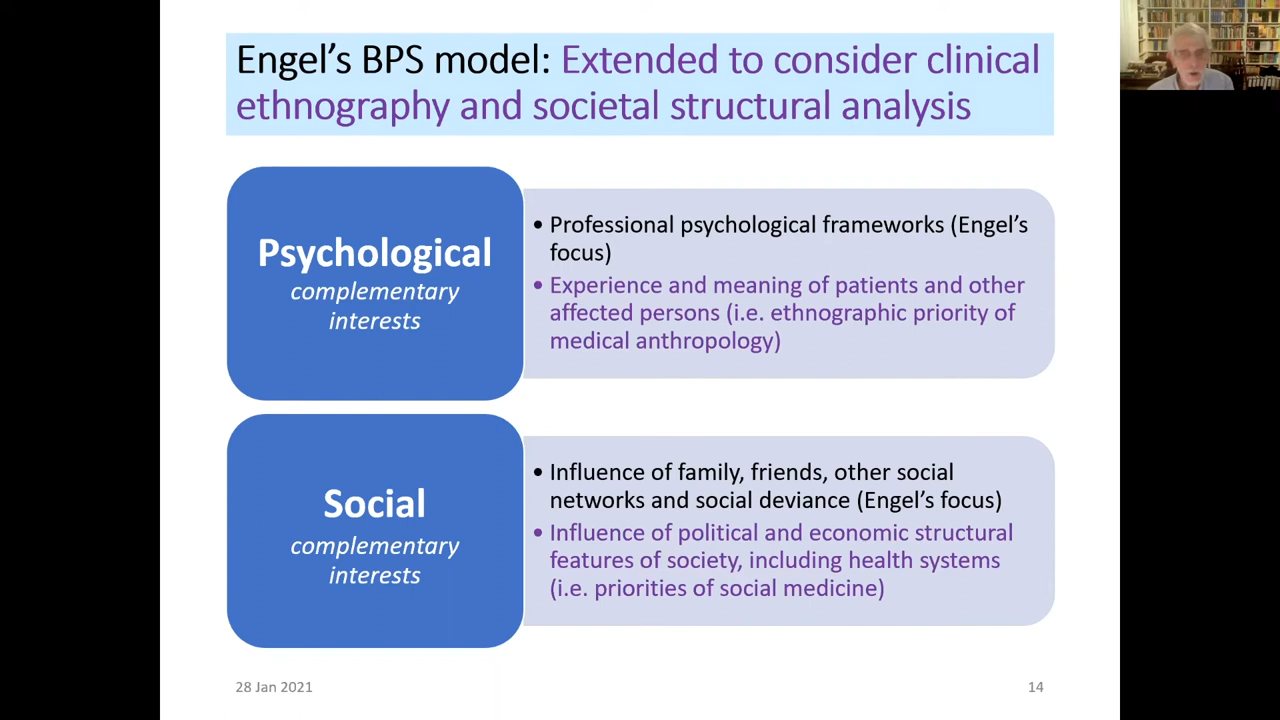 Engel’s BPS model: Extended to consider clinical
ethnography and societal structural analysis
Psychological
complementary
interests
• Professional psychological frameworks (Engel’s
focus)
• Experience and meaning of patients and other
affected persons (i.e. ethnographic priority of
medical anthropology)
Social
complementary
interests
• Influence of family, friends, other social
networks and social deviance (Engel’s focus)
• Influence of political and economic structural
features of society, including health systems
(i.e. priorities of social medicine)
28 Jan 2021
14